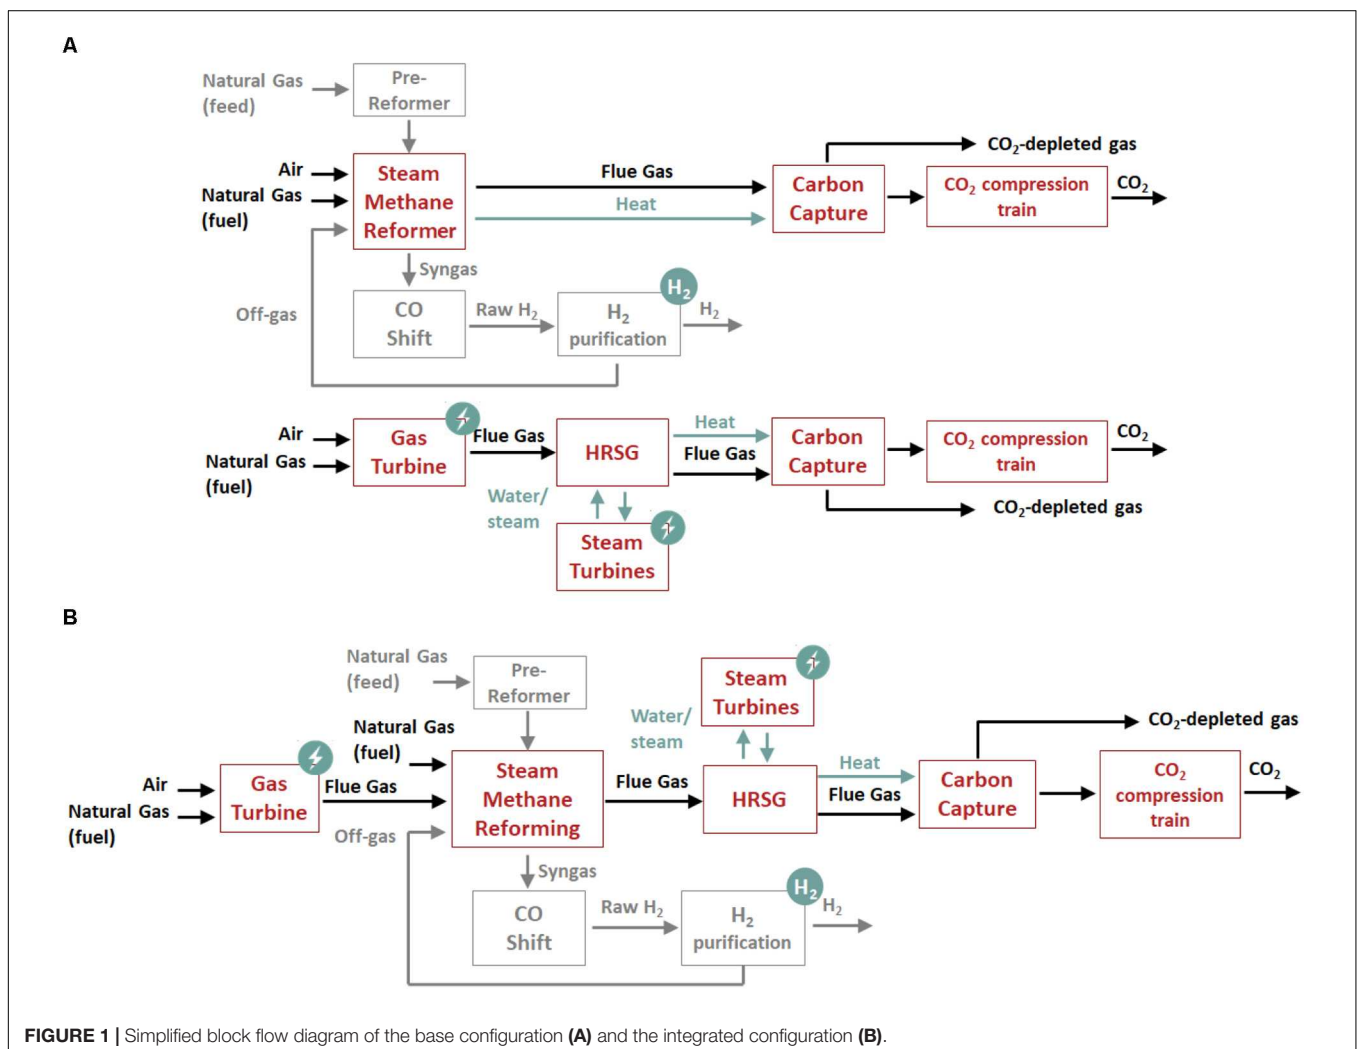 A
Natural Gas
(feed)
Pre-
Reformer
Air
Natural Gas
(fuel)
Steam
Methane
Reformer
Flue Gas
Heat
Carbon
Capture
CO₂-depleted gas
CO₂ compression
train
CO₂
Syngas
Off-gas
CO
Shift
Raw H₂
H₂
purification
H₂
H₂
Air
Natural Gas
(fuel)
Gas
Turbine
Flue Gas
HRSG
Heat
Flue Gas
Carbon
Capture
CO₂ compression
train
CO₂
CO₂-depleted gas
Water/
steam
Steam
Turbines
B
Natural Gas
(feed)
Pre-
Reformer
Natural Gas
(fuel)
Air
Natural Gas
(fuel)
Gas
Turbine
Flue Gas
Off-gas
Steam
Methane
Reforming
Flue Gas
Water/
steam
Steam
Turbines
HRSG
Heat
Flue Gas
Carbon
Capture
CO₂-depleted gas
CO₂
compression
train
CO₂
Syngas
CO
Shift
Raw H₂
H₂
purification
H₂
H₂
FIGURE 1 | Simplified block flow diagram of the base configuration (A) and the integrated configuration (B).